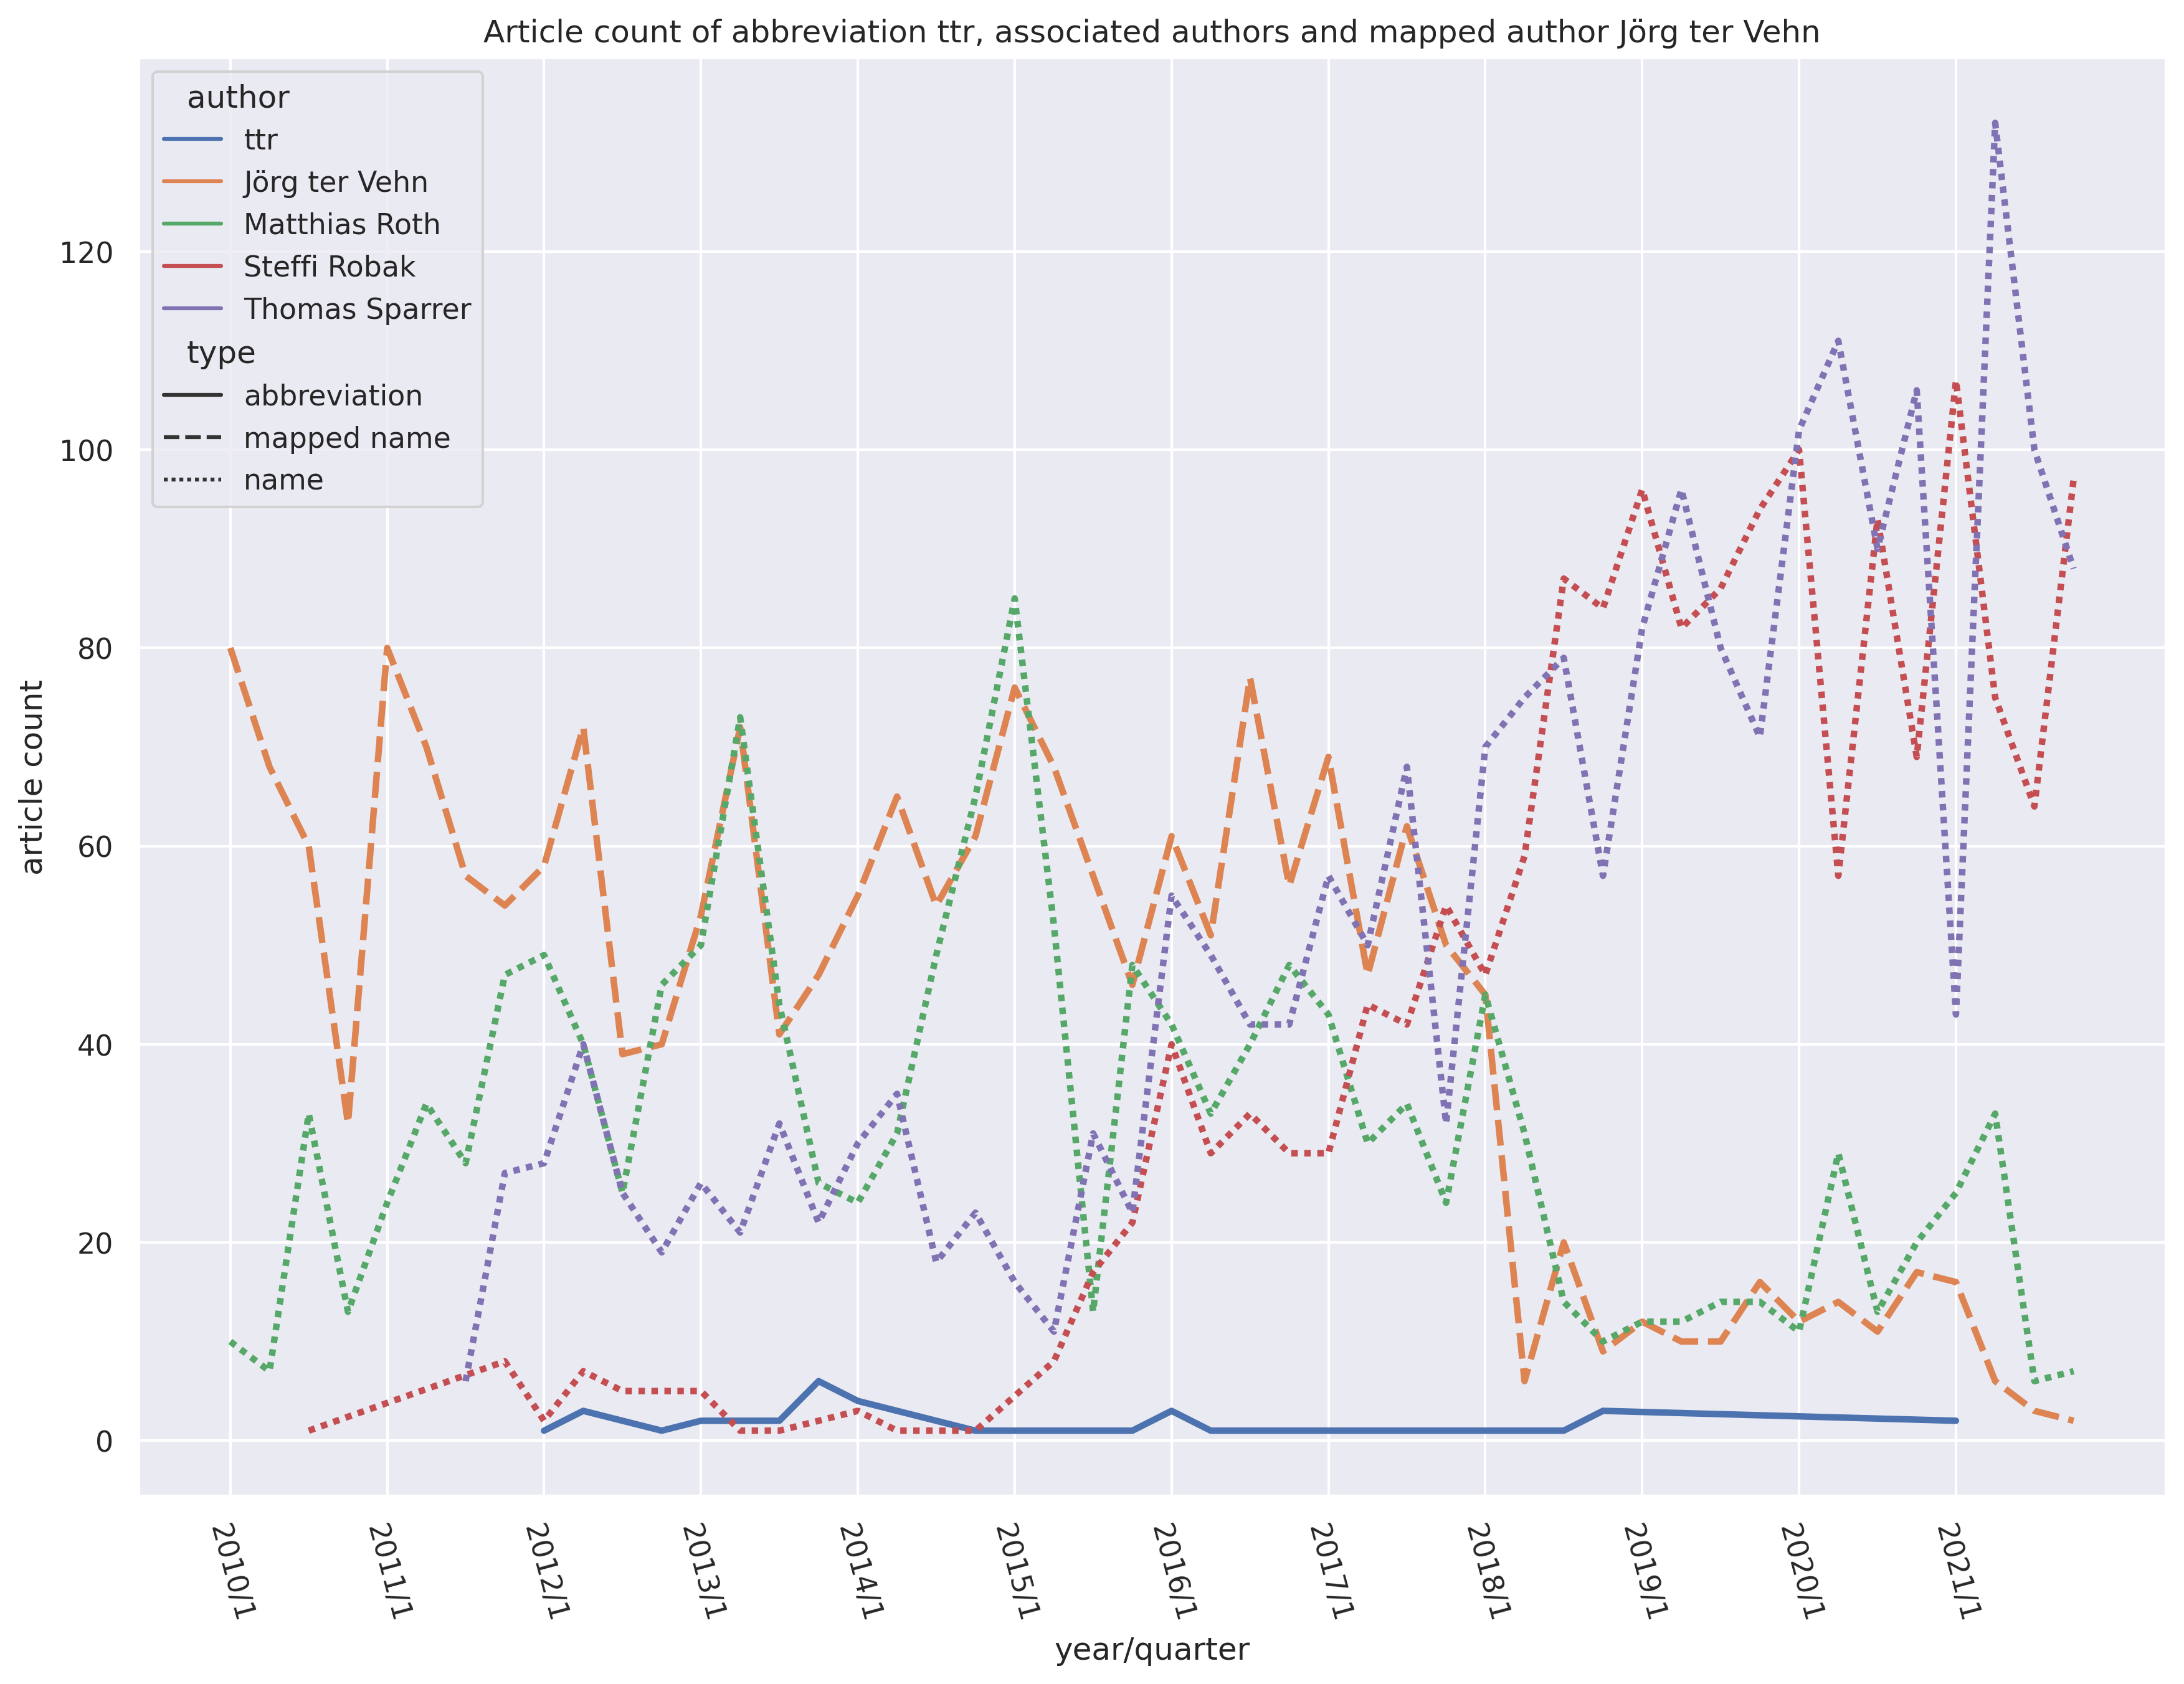 Article count of abbreviation ttr, associated authors and mapped author Jörg ter Vehn
author
ttr
Jörg ter Vehn
Matthias Roth
Steffi Robak
Thomas Sparrer
type
abbreviation
mapped name
name
article count
120
100
80
60
40
20
0
2010/1
2011/1
2012/1
2013/1
2014/1
2015/1
2016/1
2017/1
2018/1
2019/1
2020/1
2021/1
year/quarter